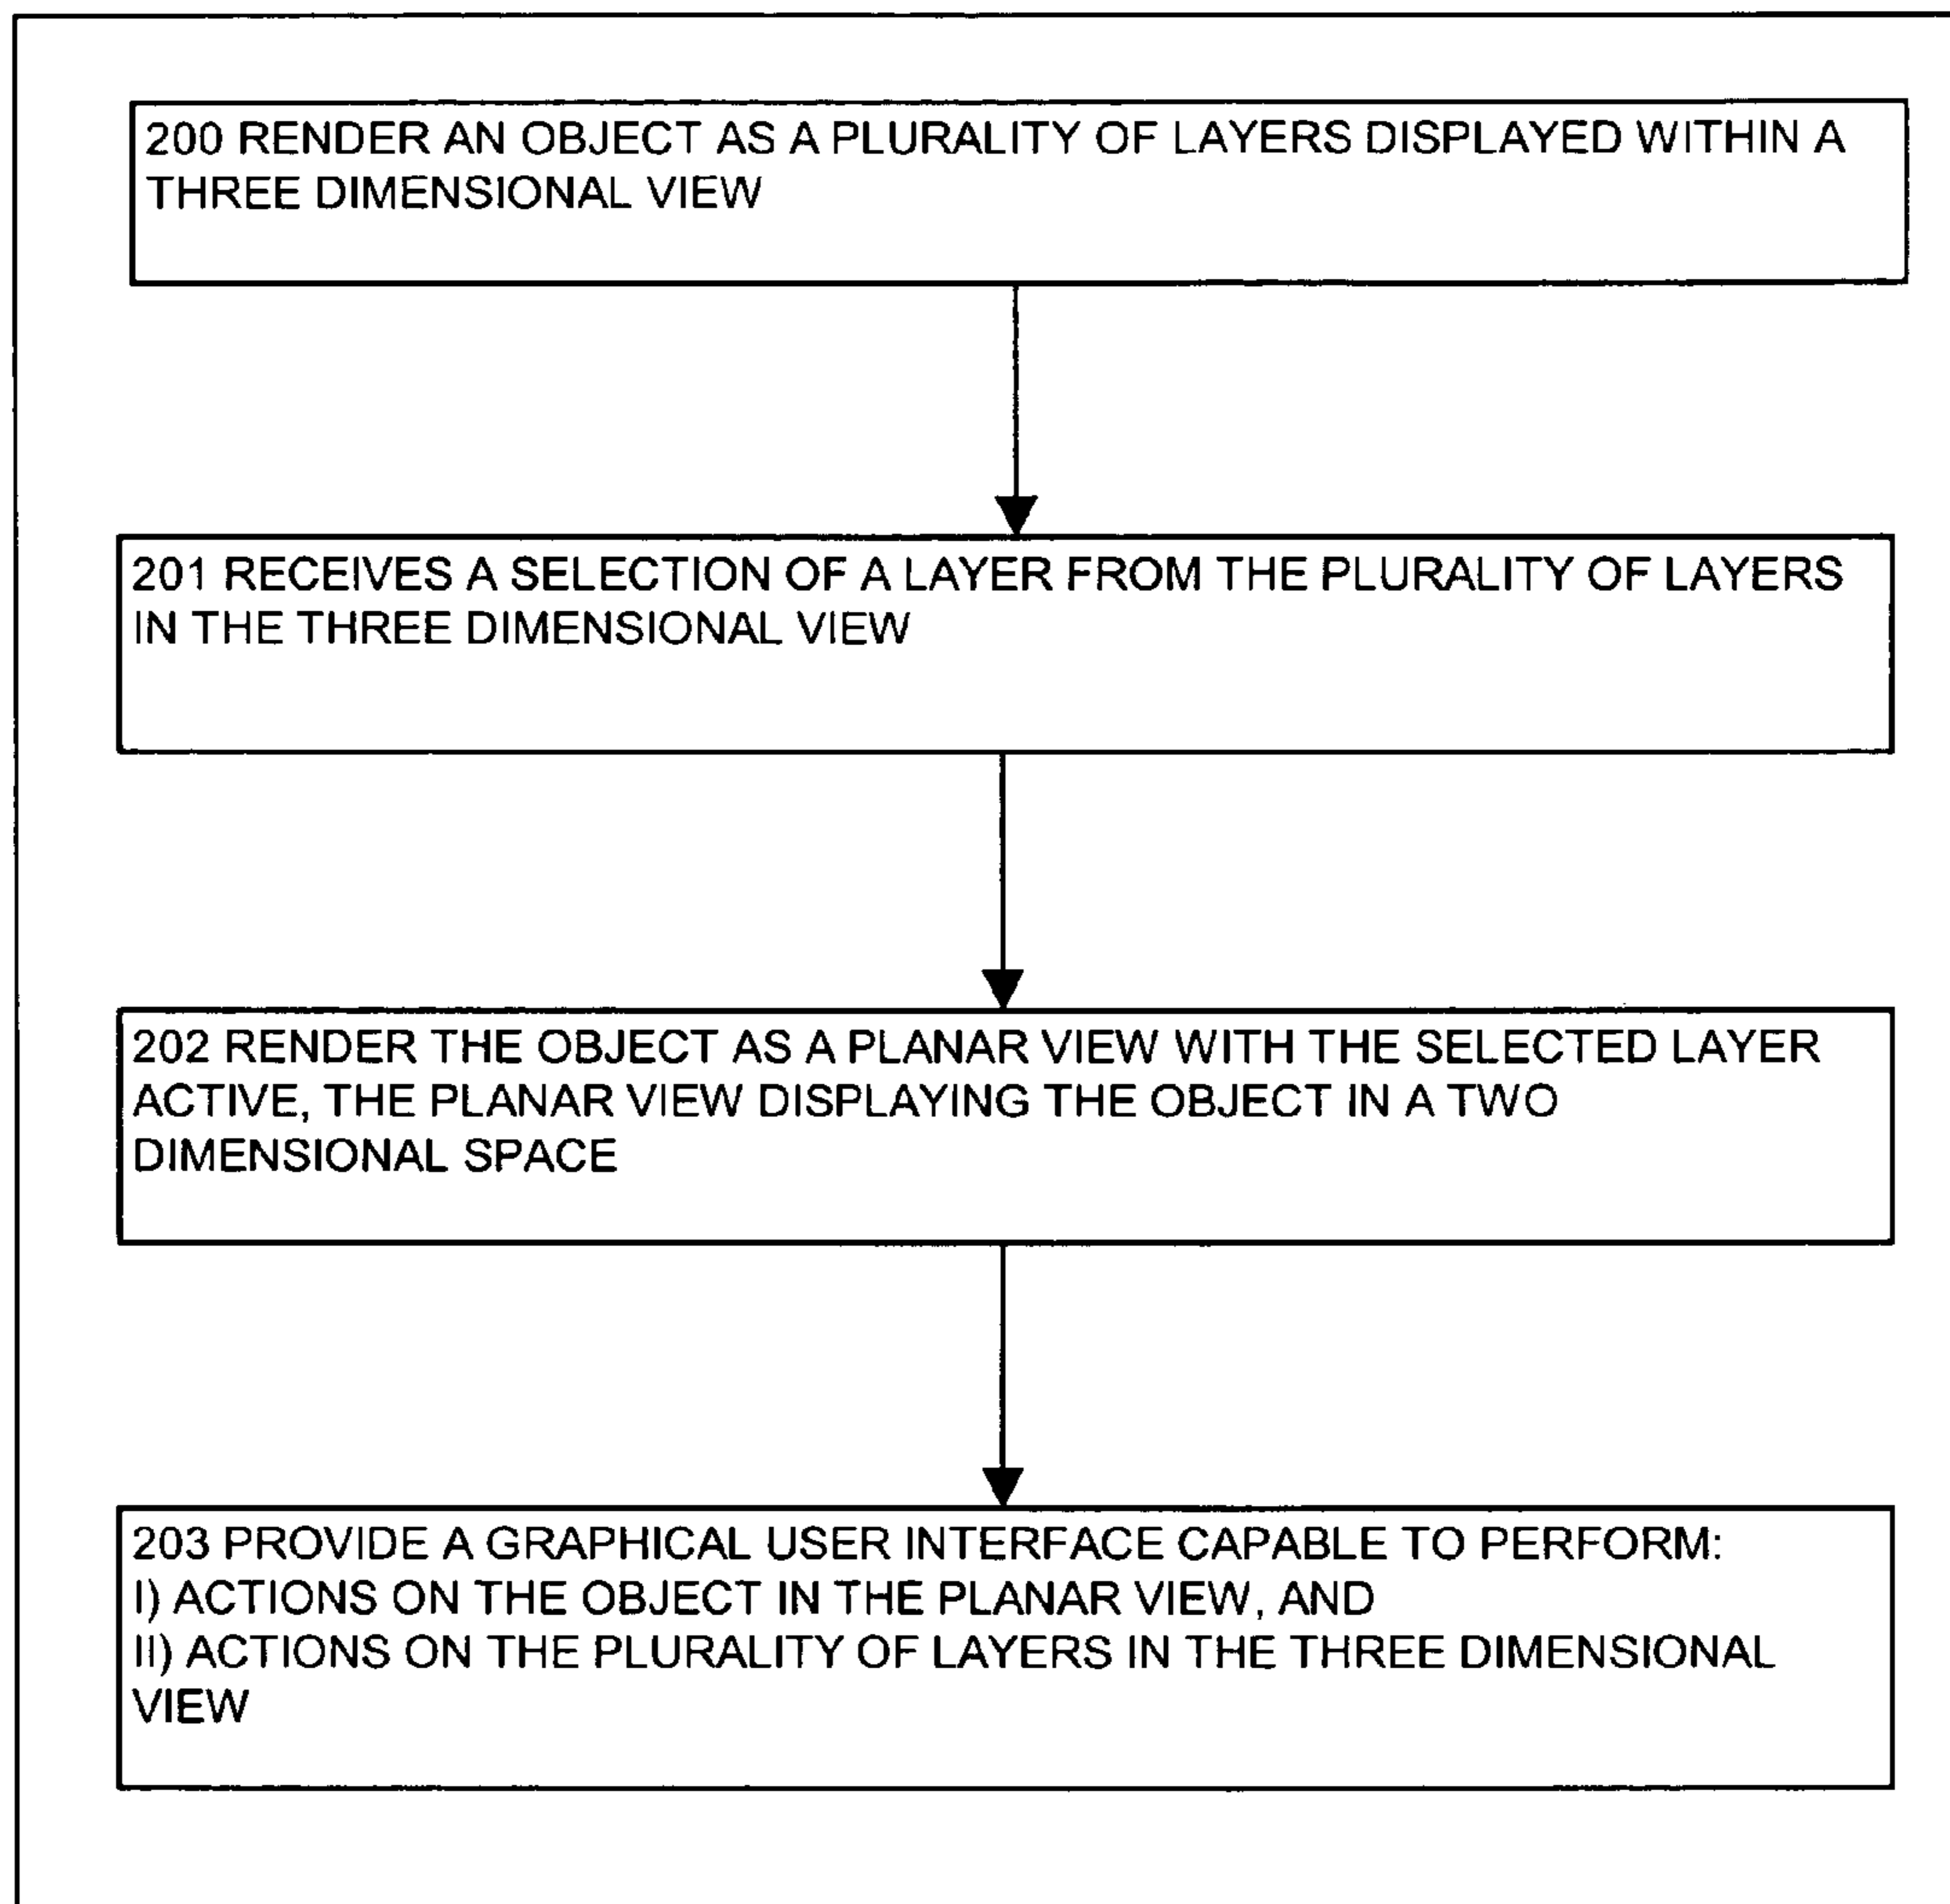 200 RENDER AN OBJECT AS A PLURALITY OF LAYERS DISPLAYED WITHIN A
THREE DIMENSIONAL VIEW
201 RECEIVES A SELECTION OF A LAYER FROM THE PLURALITY OF LAYERS
IN THE THREE DIMENSIONAL VIEW
202 RENDER THE OBJECT AS A PLANAR VIEW WITH THE SELECTED LAYER
ACTIVE, THE PLANAR VIEW DISPLAYING THE OBJECT IN A TWO
DIMENSIONAL SPACE
203 PROVIDE A GRAPHICAL USER INTERFACE CAPABLE TO PERFORM:
I) ACTIONS ON THE OBJECT IN THE PLANAR VIEW, AND
II) ACTIONS ON THE PLURALITY OF LAYERS IN THE THREE DIMENSIONAL
VIEW